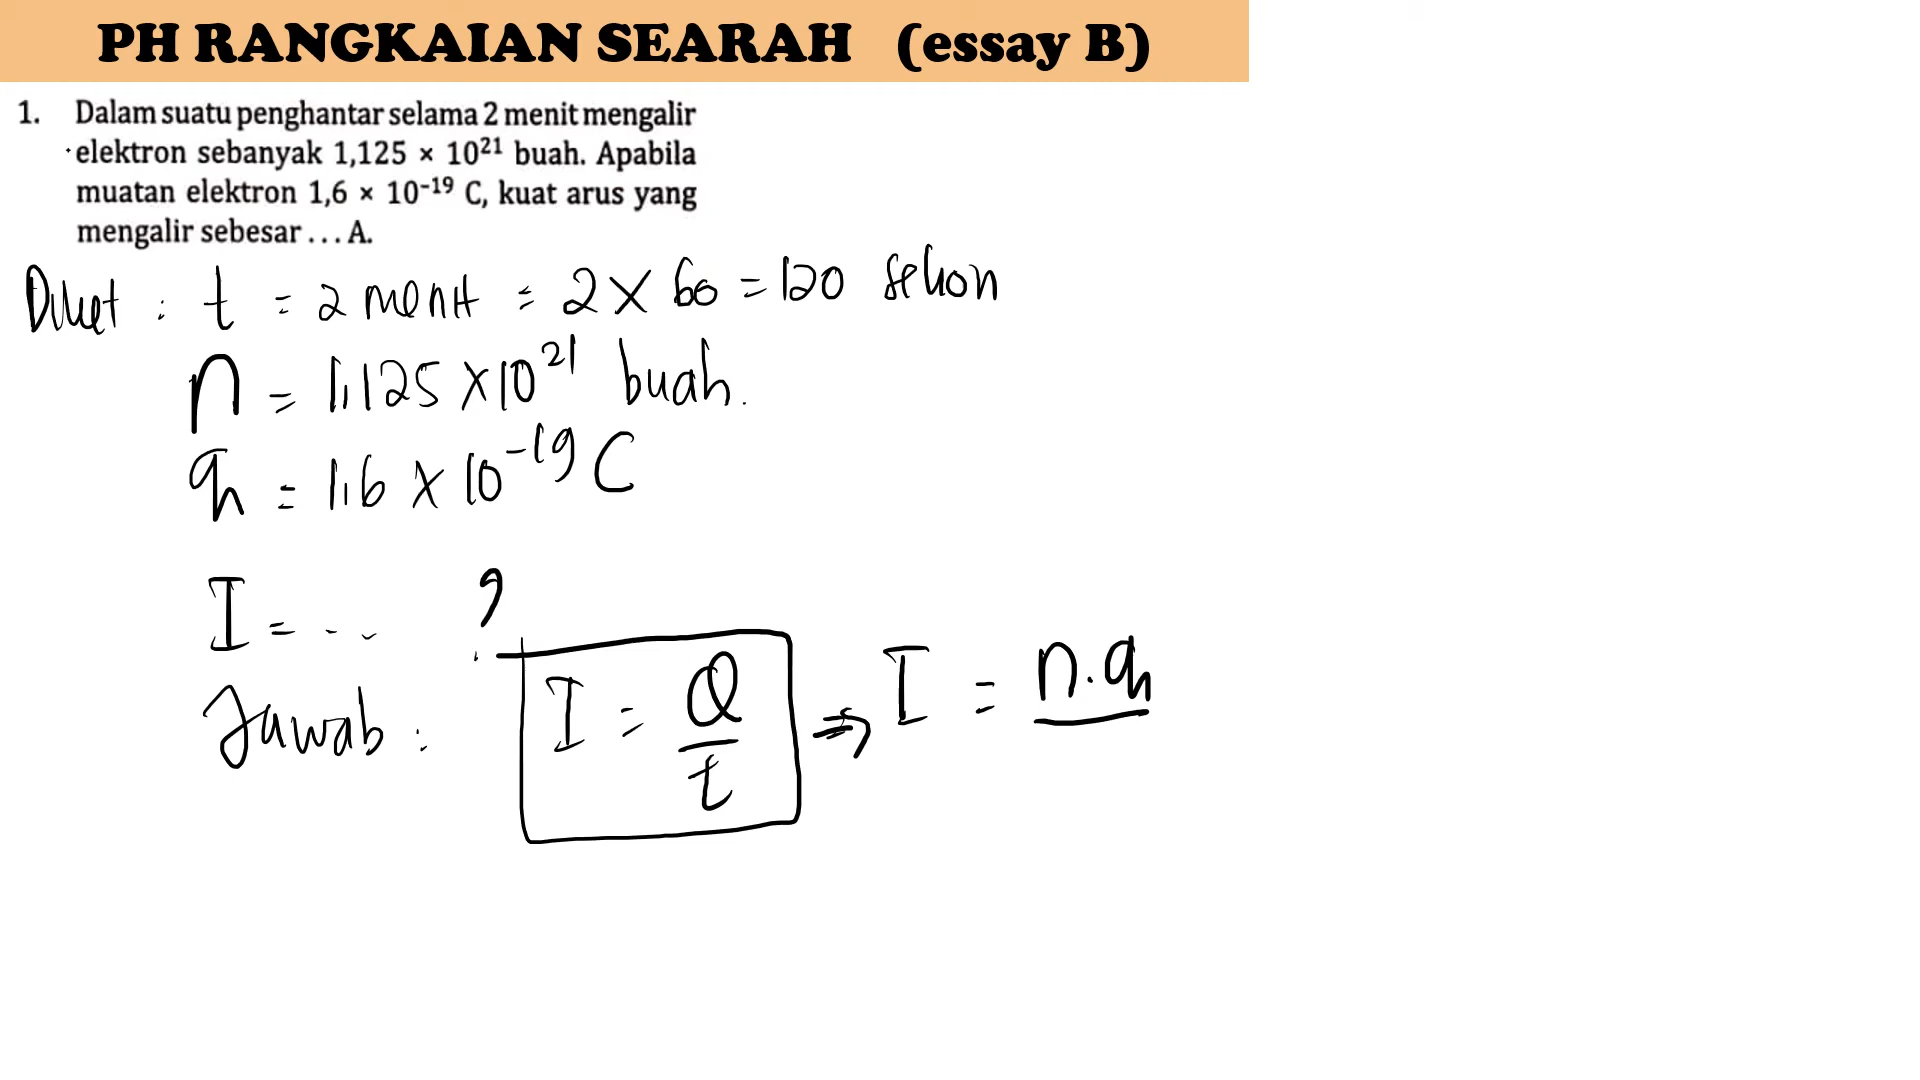 PH RANGKAIAN SEARAH (essay B)
1. Dalam suatu penghantar selama 2 menit mengalir
elektron sebanyak 1,125 × 10²¹ buah. Apabila
muatan elektron 1,6 × 10⁻¹⁹ C, kuat arus yang
mengalir sebesar . . . A.
Diket : t = 2 menit = 2 x 60 = 120 sekon
n = 1,125 x 10²¹ buah.
q = 1,6 x 10⁻¹⁹ C
I = ... ?
Jawab : I = Q/t ⇒ I = n.q